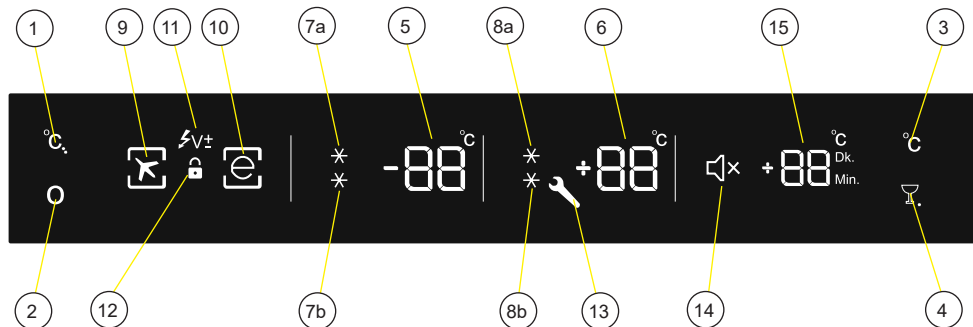 1 9 11 10 7a 5 8a 6 15 3
°C. V± e -88 °C ÷88 °C ÷88 °C °C
Dk.
Min.
O
2 12 7b 8b 13 14 4